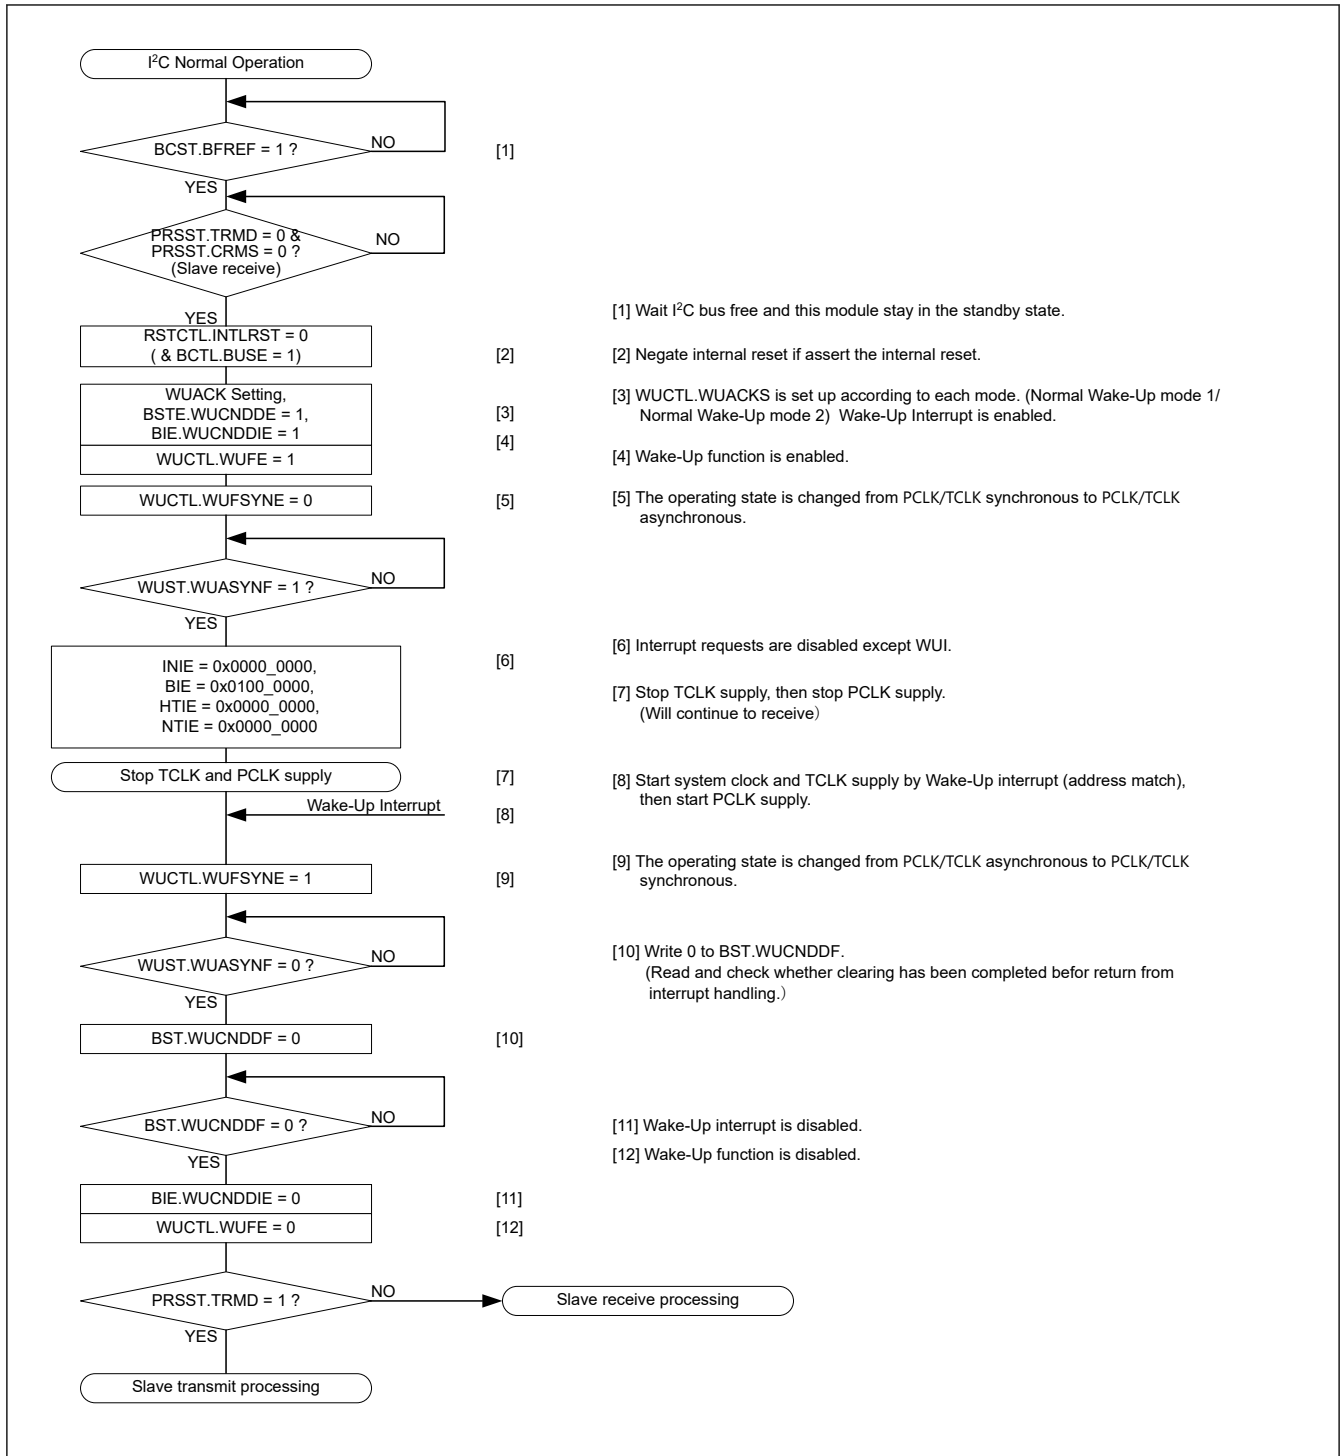 I²C Normal Operation
BCST.BFREF = 1 ?
NO
[1]
YES
PRSST.TRMD = 0 &
PRSST.CRMS = 0 ?
(Slave receive)
NO
YES
RSTCTL.INTLRST = 0
( & BCTL.BUSE = 1)
[2]
WUACK Setting,
BSTE.WUCNDDE = 1,
BIE.WUCNDDIE = 1
[3]
[4]
WUCTL.WUFE = 1
WUCTL.WUFSYNE = 0
[5]
WUST.WUASYNF = 1 ?
NO
YES
INIE = 0x0000_0000,
BIE = 0x0100_0000,
HTIE = 0x0000_0000,
NTIE = 0x0000_0000
[6]
Stop TCLK and PCLK supply
[7]
Wake-Up Interrupt
[8]
WUCTL.WUFSYNE = 1
[9]
WUST.WUASYNF = 0 ?
NO
YES
BST.WUCNDDF = 0
[10]
BST.WUCNDDF = 0 ?
NO
YES
BIE.WUCNDDIE = 0
[11]
WUCTL.WUFE = 0
[12]
PRSST.TRMD = 1 ?
NO
Slave receive processing
YES
Slave transmit processing
[1] Wait I²C bus free and this module stay in the standby state.
[2] Negate internal reset if assert the internal reset.
[3] WUCTL.WUACKS is set up according to each mode. (Normal Wake-Up mode 1/
Normal Wake-Up mode 2) Wake-Up Interrupt is enabled.
[4] Wake-Up function is enabled.
[5] The operating state is changed from PCLK/TCLK synchronous to PCLK/TCLK
asynchronous.
[6] Interrupt requests are disabled except WUI.
[7] Stop TCLK supply, then stop PCLK supply.
(Will continue to receive）
[8] Start system clock and TCLK supply by Wake-Up interrupt (address match),
then start PCLK supply.
[9] The operating state is changed from PCLK/TCLK asynchronous to PCLK/TCLK
synchronous.
[10] Write 0 to BST.WUCNDDF.
(Read and check whether clearing has been completed befor return from
interrupt handling.）
[11] Wake-Up interrupt is disabled.
[12] Wake-Up function is disabled.